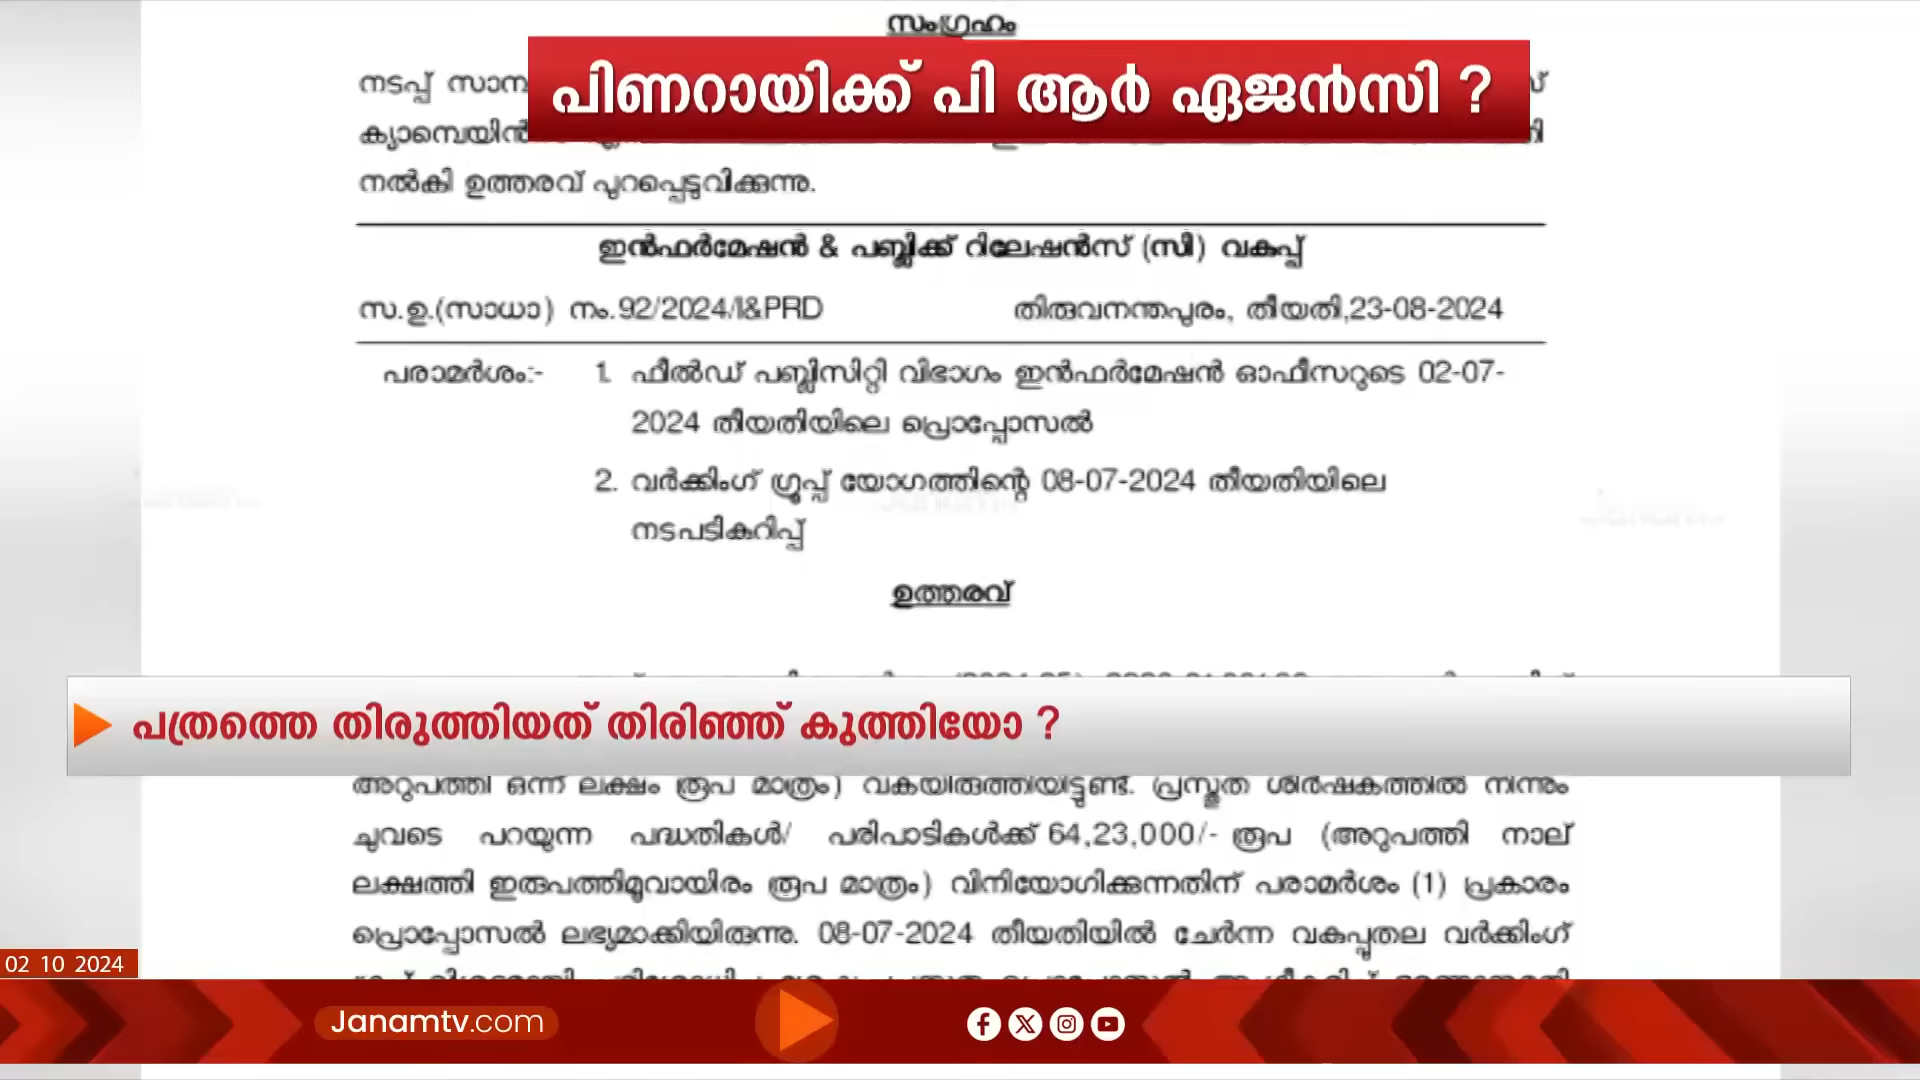 സംഗ്രഹം
പിണറായിക്ക് പി ആർ ഏജൻസി ?
നടപ്പ്
നൽകി ഉത്തരവ് പുറപ്പെടുവിക്കുന്നു.
ഇൻഫർമേഷൻ & പബ്ലിക്ക് റിലേഷൻസ് (സി) വകുപ്പ്
സ.ഉ.(സാധാ) നം.92/2024/I&PRD തിരുവനന്തപുരം, തീയതി,23-08-2024
പരാമർശം:- 1. ഫീൽഡ് പബ്ലിസിറ്റി വിഭാഗം ഇൻഫർമേഷൻ ഓഫീസറുടെ 02-07-
2024 തീയതിയിലെ പ്രൊപ്പോസൽ
2. വർക്കിംഗ് ഗ്രൂപ്പ് യോഗത്തിന്റെ 08-07-2024 തീയതിയിലെ
നടപടികുറിപ്പ്
ഉത്തരവ്
പത്രത്തെ തിരുത്തിയത് തിരിഞ്ഞ് കുത്തിയോ ?
അറുപത്തി ഒന്ന് ലക്ഷം രൂപ മാത്രം) വകയിരുത്തിയിട്ടുണ്ട്. പ്രസ്തുത ശീർഷകത്തിൽ നിന്നും
ചുവടെ പറയുന്ന പദ്ധതികൾ/ പരിപാടികൾക്ക് 64,23,000/- രൂപ (അറുപത്തി നാല്
ലക്ഷത്തി ഇരുപത്തിമൂവായിരം രൂപ മാത്രം) വിനിയോഗിക്കുന്നതിന് പരാമർശം (1) പ്രകാരം
പ്രൊപ്പോസൽ ലഭ്യമാക്കിയിരുന്നു. 08-07-2024 തീയതിയിൽ ചേർന്ന വകുപ്പുതല വർക്കിംഗ്
02 10 2024
Janamtv.com